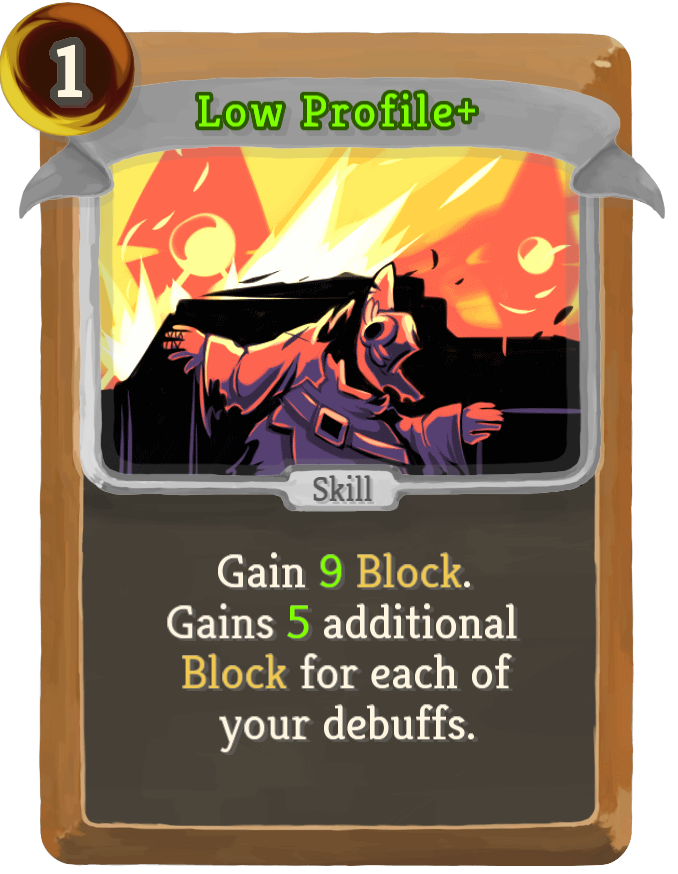 1
Low Profile+
Skill
Gain 9 Block.
Gains 5 additional
Block for each of
your debuffs.